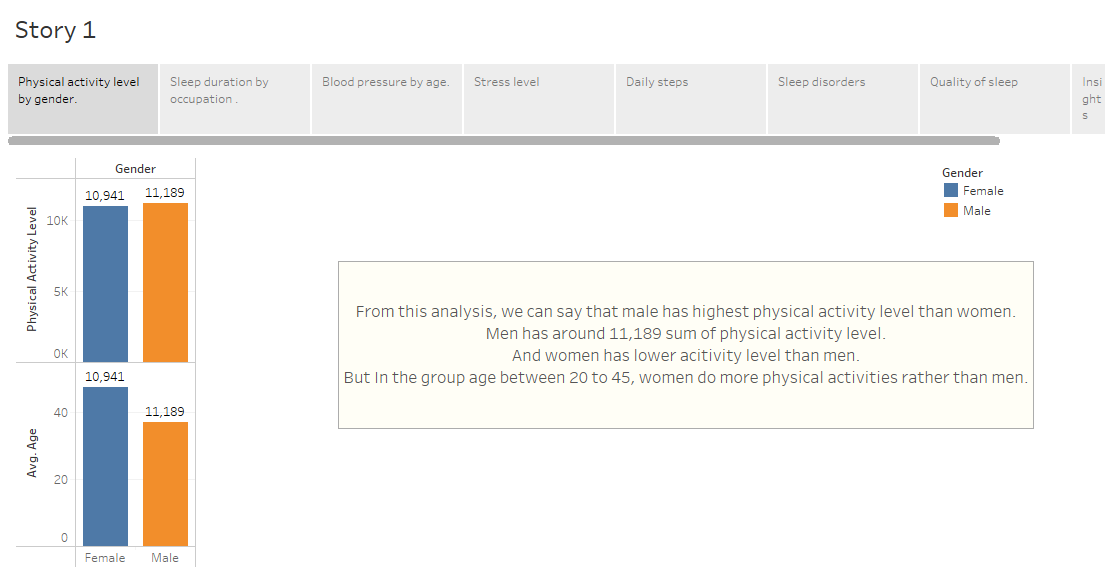 Story 1
Physical activity level
by gender.
Sleep duration by
occupation .
Blood pressure by age.
Stress level
Daily steps
Sleep disorders
Quality of sleep
Insi
ght
s
Gender
10,941
11,189
Physical Activity Level
10K
5K
0K
10,941
11,189
Avg. Age
40
20
0
Female
Male
Gender
Female
Male
From this analysis, we can say that male has highest physical activity level than women.
Men has around 11,189 sum of physical activity level.
And women has lower acitivity level than men.
But In the group age between 20 to 45, women do more physical activities rather than men.